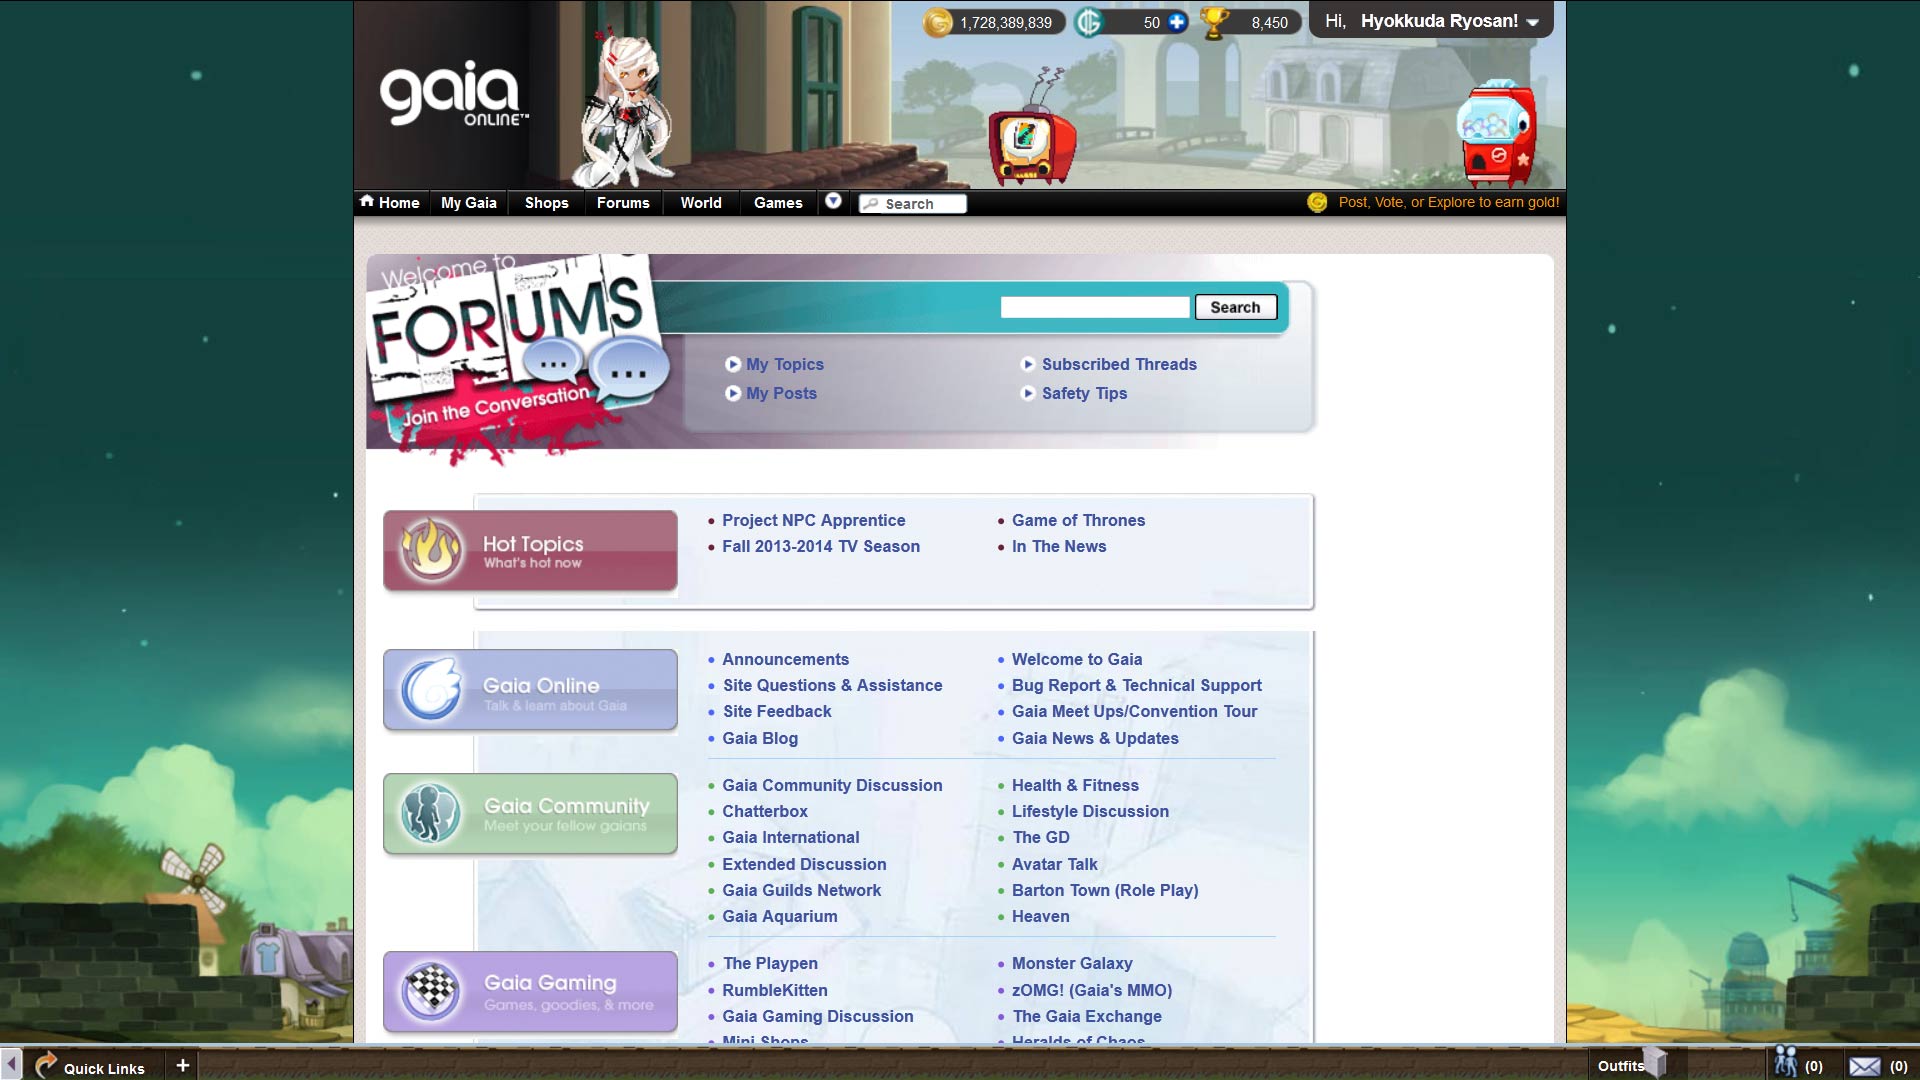 1,728,389,839
50
8,450
Hi, Hyokkuda Ryosan!
gaia
ONLINE™
Home My Gaia Shops Forums World Games Search
Post, Vote, or Explore to earn gold!
Welcome to
FORUMS
Join the Conversation
Search
My Topics
Subscribed Threads
My Posts
Safety Tips
Hot Topics
What's hot now
Project NPC Apprentice
Game of Thrones
Fall 2013-2014 TV Season
In The News
Gaia Online
Talk & learn about Gaia
Announcements
Welcome to Gaia
Site Questions & Assistance
Bug Report & Technical Support
Site Feedback
Gaia Meet Ups/Convention Tour
Gaia Blog
Gaia News & Updates
Gaia Community
Meet your fellow gaians
Gaia Community Discussion
Health & Fitness
Chatterbox
Lifestyle Discussion
Gaia International
The GD
Extended Discussion
Avatar Talk
Gaia Guilds Network
Barton Town (Role Play)
Gaia Aquarium
Heaven
Gaia Gaming
Games, goodies, & more
The Playpen
Monster Galaxy
RumbleKitten
zOMG! (Gaia's MMO)
Gaia Gaming Discussion
The Gaia Exchange
Mini Shops
Heralds of Chaos
Quick Links +
Outfits
(0)
(0)